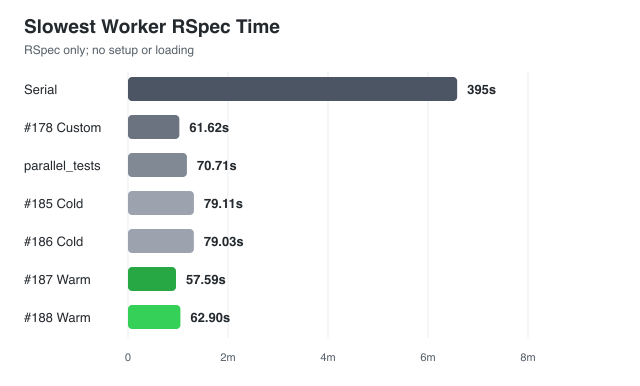 Slowest Worker RSpec Time
RSpec only; no setup or loading
Serial 395s
#178 Custom 61.62s
parallel_tests 70.71s
#185 Cold 79.11s
#186 Cold 79.03s
#187 Warm 57.59s
#188 Warm 62.90s
0 2m 4m 6m 8m